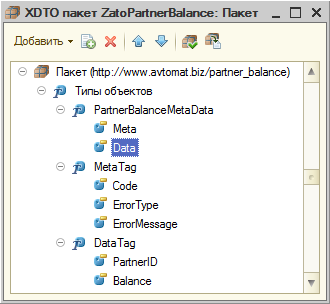 XDTO пакет ZatoPartnerBalance: Пакет
Добавить
Пакет (http://www.avtomat.biz/partner_balance)
Типы объектов
PartnerBalanceMetaData
Meta
Data
MetaTag
Code
ErrorType
ErrorMessage
DataTag
PartnerID
Balance